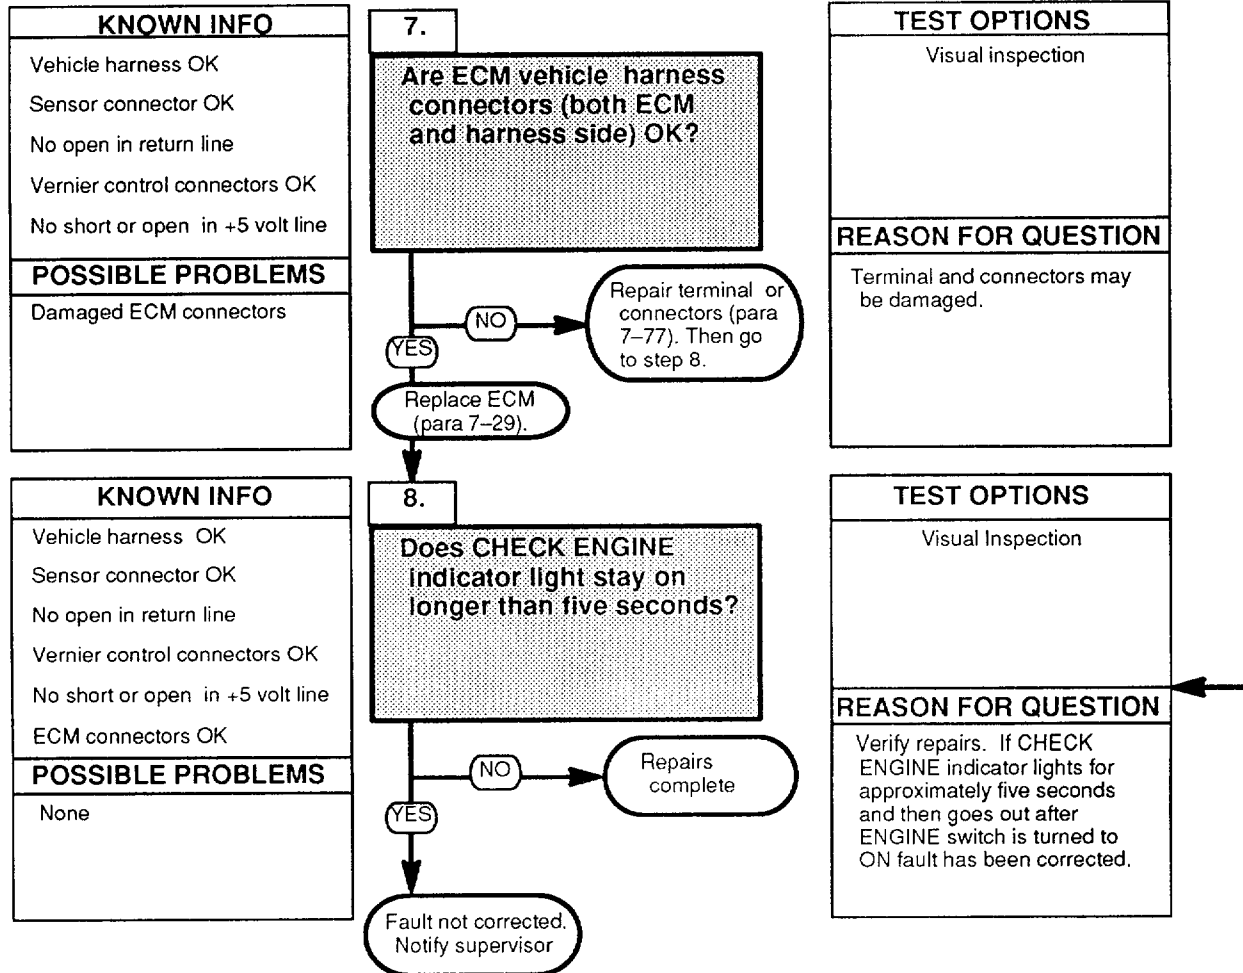 KNOWN INFO
Vehicle harness OK
Sensor connector OK
No open in return line
Vernier control connectors OK
No short or open in +5 volt line
POSSIBLE PROBLEMS
Damaged ECM connectors
7.
Are ECM vehicle harness
connectors (both ECM
and harness side) OK?
NO
Repair terminal or
connectors (para
7–77). Then go
to step 8.
YES
Replace ECM
(para 7–29).
TEST OPTIONS
Visual inspection
REASON FOR QUESTION
Terminal and connectors may
be damaged.
KNOWN INFO
Vehicle harness OK
Sensor connector OK
No open in return line
Vernier control connectors OK
No short or open in +5 volt line
ECM connectors OK
POSSIBLE PROBLEMS
None
8.
Does CHECK ENGINE
indicator light stay on
longer than five seconds?
NO
Repairs
complete
YES
Fault not corrected.
Notify supervisor
TEST OPTIONS
Visual Inspection
REASON FOR QUESTION
Verify repairs. If CHECK
ENGINE indicator lights for
approximately five seconds
and then goes out after
ENGINE switch is turned to
ON fault has been corrected.